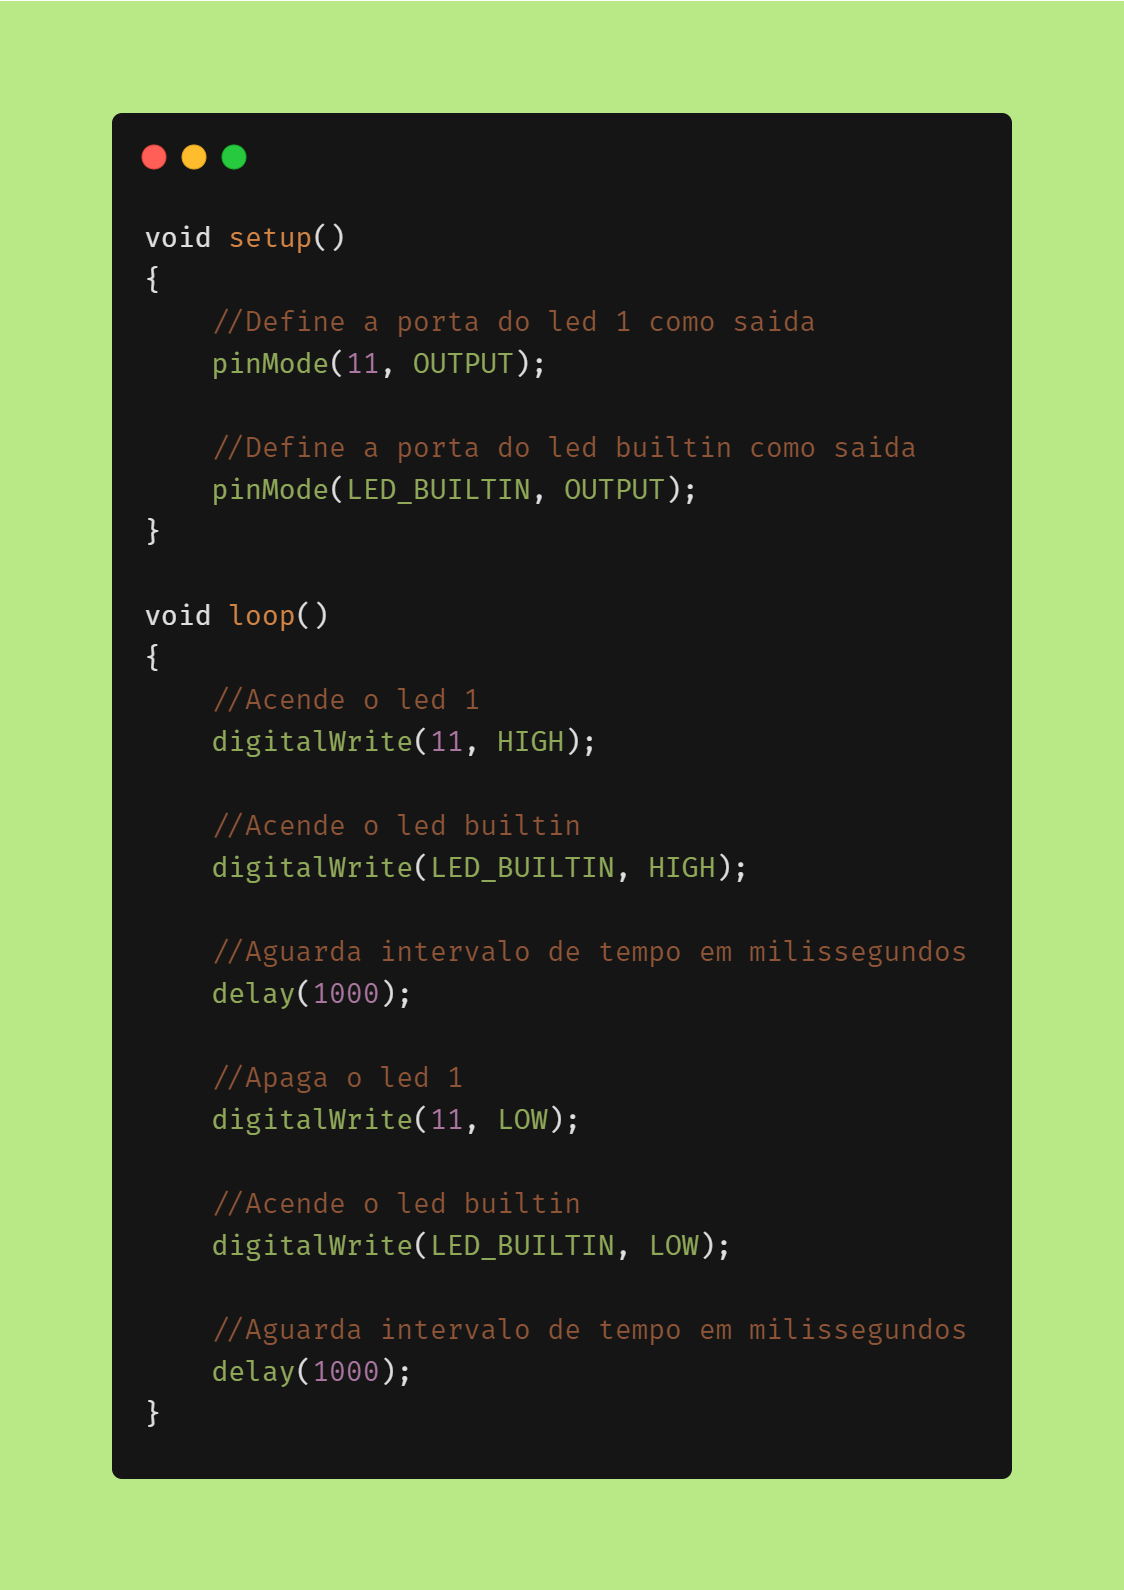 void setup()
{
    //Define a porta do led 1 como saida
    pinMode(11, OUTPUT);

    //Define a porta do led builtin como saida
    pinMode(LED_BUILTIN, OUTPUT);
}

void loop()
{
    //Acende o led 1
    digitalWrite(11, HIGH);

    //Acende o led builtin
    digitalWrite(LED_BUILTIN, HIGH);

    //Aguarda intervalo de tempo em milissegundos
    delay(1000);

    //Apaga o led 1
    digitalWrite(11, LOW);

    //Acende o led builtin
    digitalWrite(LED_BUILTIN, LOW);

    //Aguarda intervalo de tempo em milissegundos
    delay(1000);
}